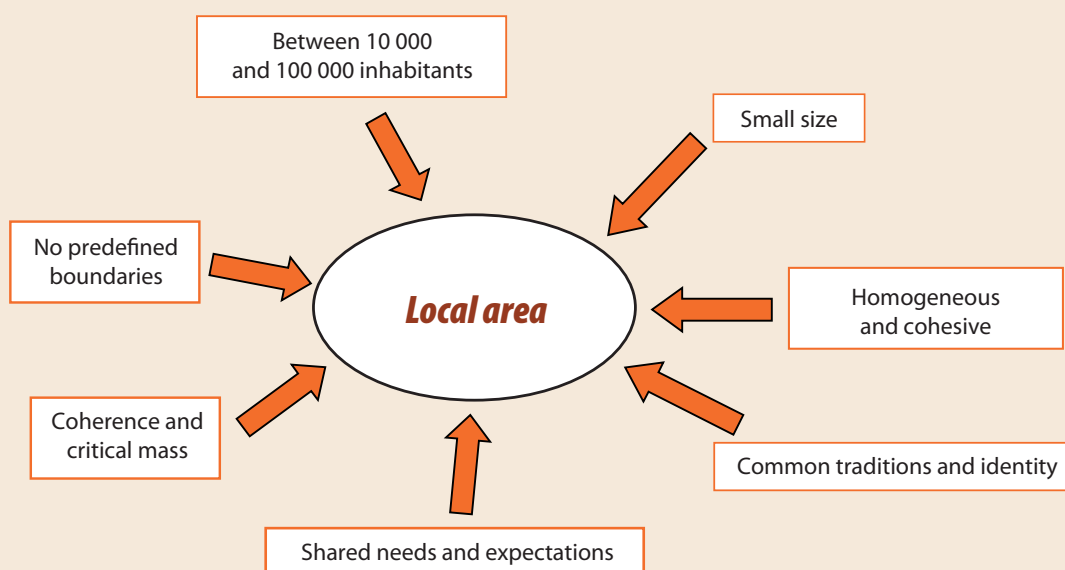 Between 10 000
and 100 000 inhabitants
Small size
No predefined
boundaries
Local area
Homogeneous
and cohesive
Coherence and
critical mass
Common traditions and identity
Shared needs and expectations